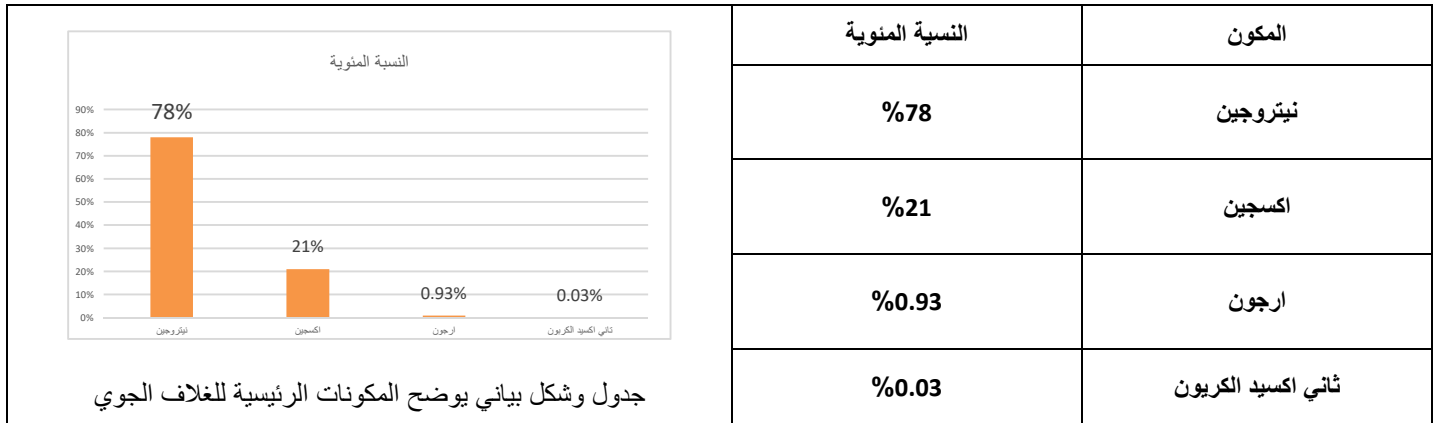 المكون	النسية المئوية
نيتروجين	%78
اكسجين	%21
ارجون	%0.93
ثاني اكسيد الكربون	%0.03
النسبة المئوية
90%
80%
70%
60%
50%
40%
30%
20%
10%
0%
78%
21%
0.93%
0.03%
نيتروجين
اكسجين
ارجون
ثاني اكسيد الكربون
جدول وشكل بياني يوضح المكونات الرئيسية للغلاف الجوي